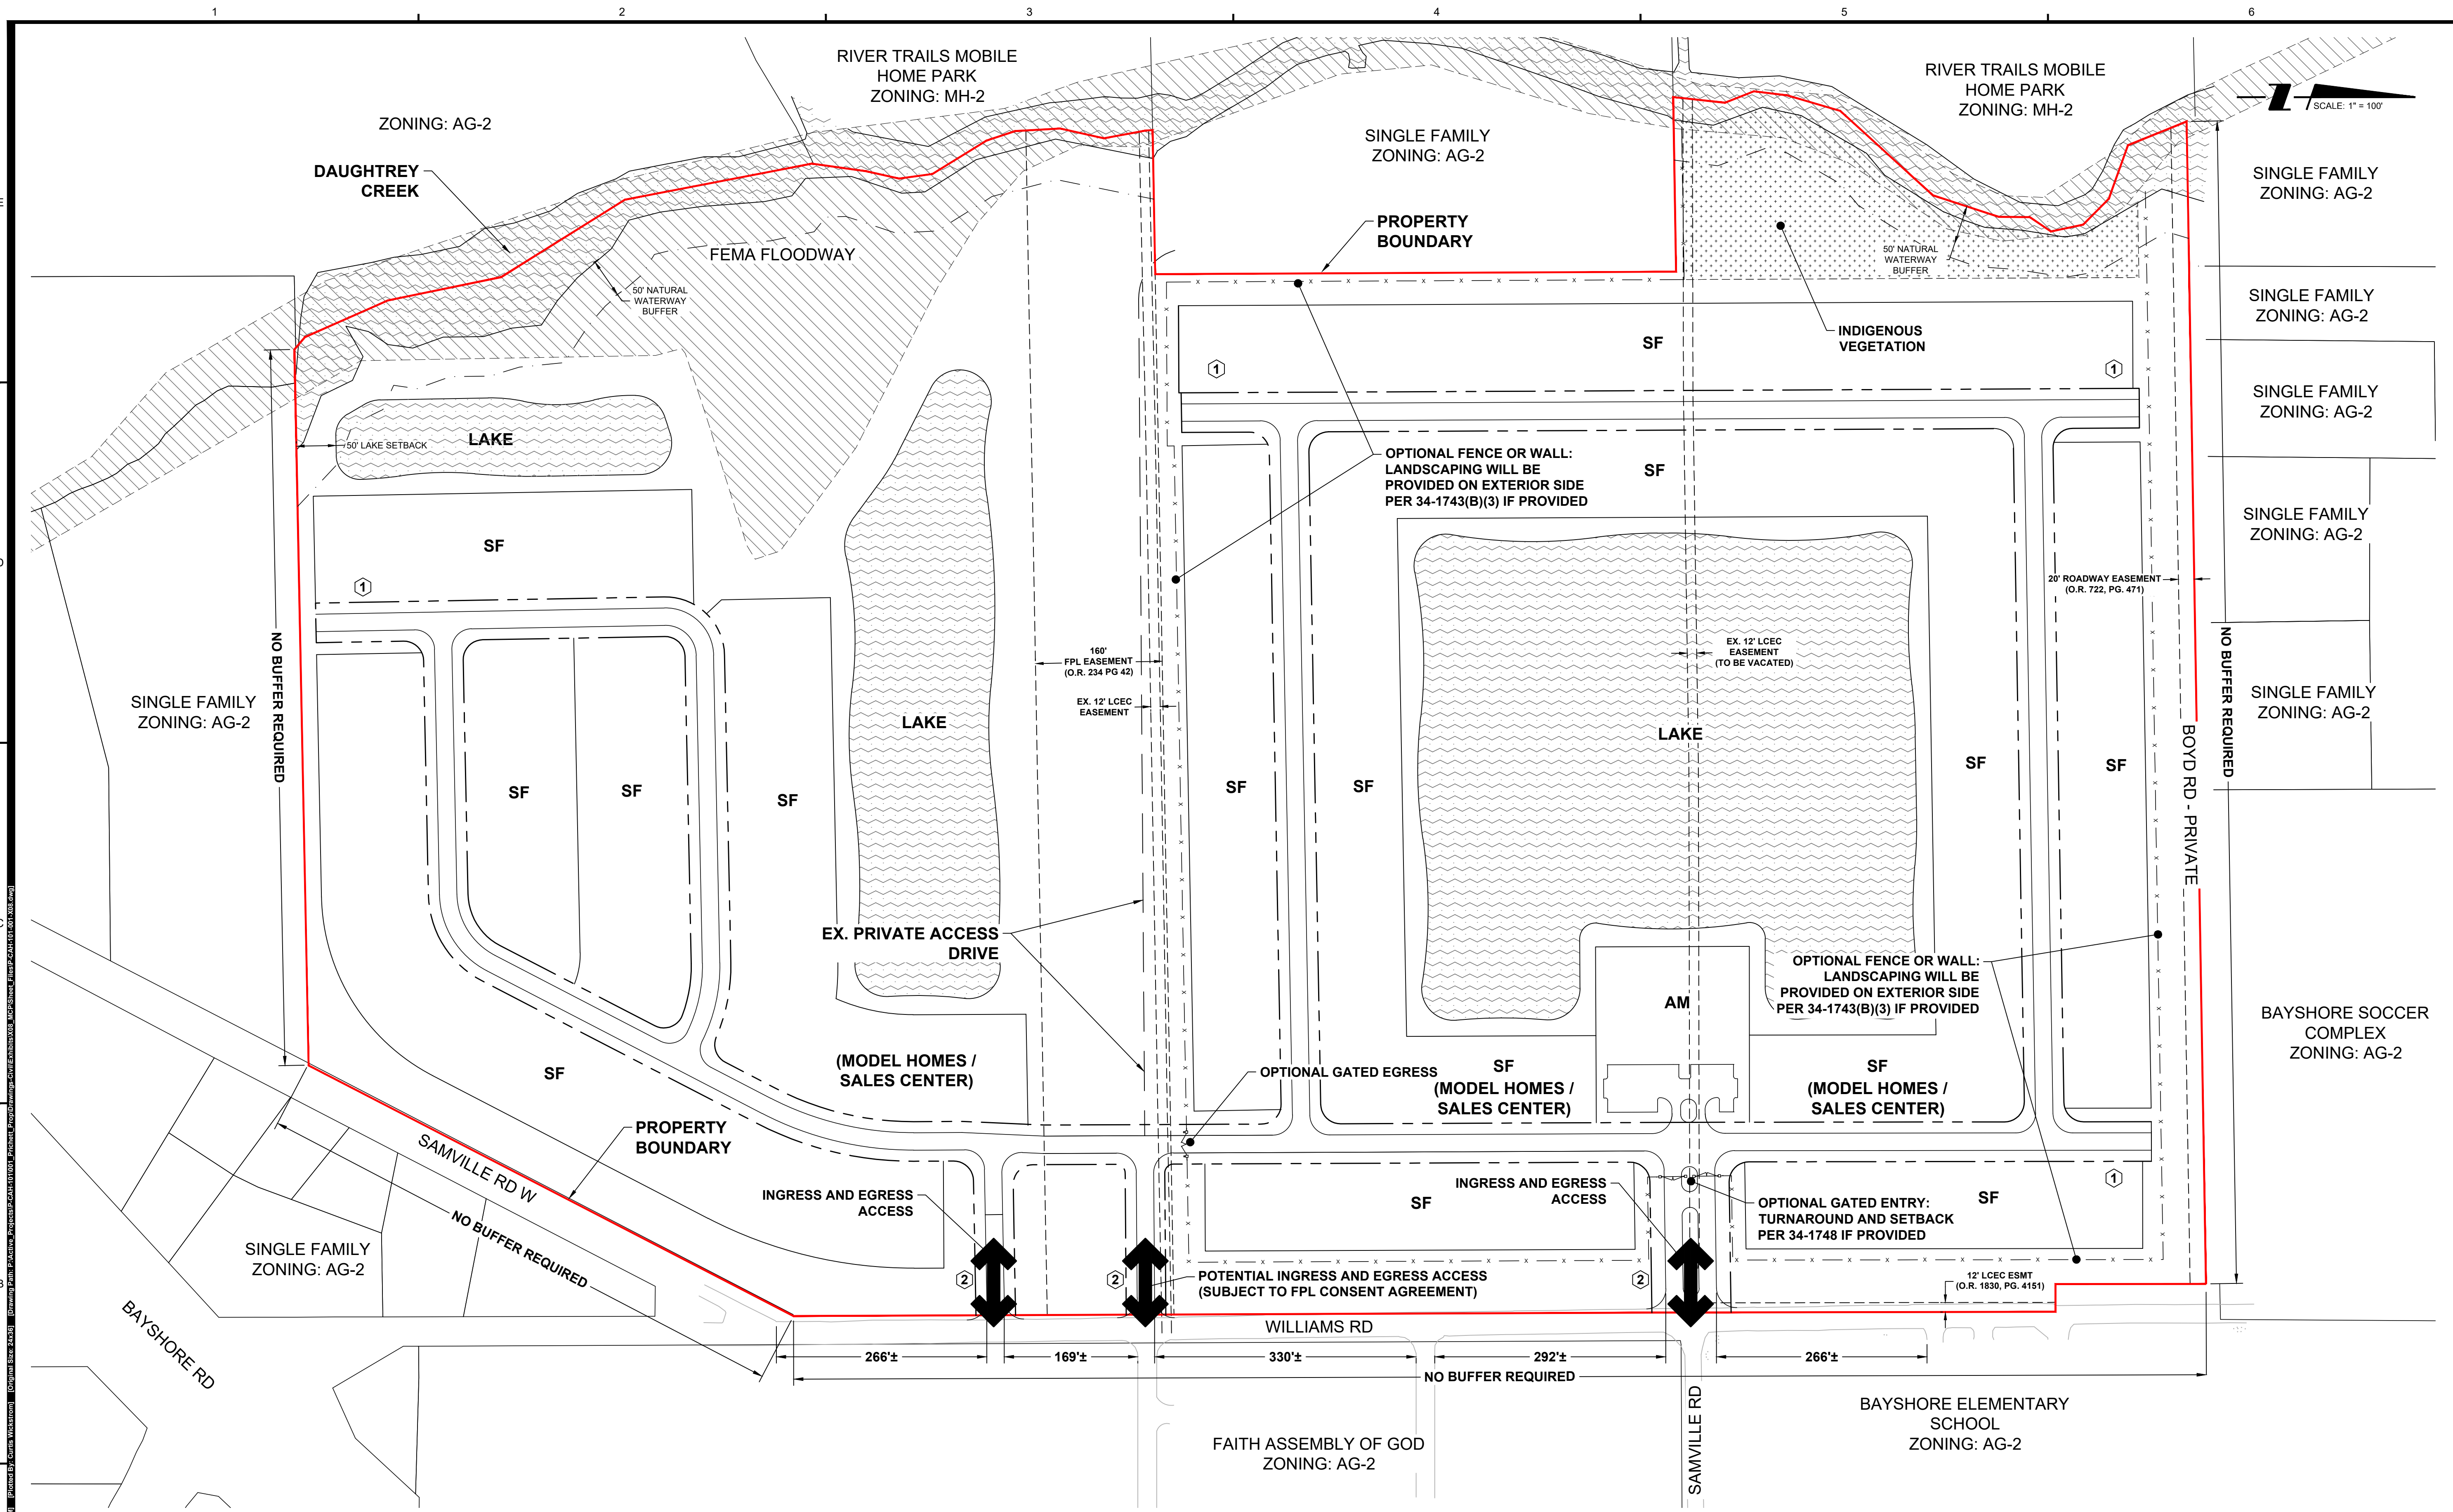 1
2
3
4
5
6
RIVER TRAILS MOBILE
HOME PARK
ZONING: MH-2
RIVER TRAILS MOBILE
HOME PARK
ZONING: MH-2
Z
SCALE: 1" = 100'
ZONING: AG-2
SINGLE FAMILY
ZONING: AG-2
DAUGHTREY
CREEK
SINGLE FAMILY
ZONING: AG-2
E
PROPERTY
BOUNDARY
FEMA FLOODWAY
50' NATURAL
WATERWAY
BUFFER
50' NATURAL
WATERWAY
BUFFER
SINGLE FAMILY
ZONING: AG-2
INDIGENOUS
VEGETATION
SF
1
1
SINGLE FAMILY
ZONING: AG-2
50' LAKE SETBACK
LAKE
OPTIONAL FENCE OR WALL:
LANDSCAPING WILL BE
PROVIDED ON EXTERIOR SIDE
PER 34-1743(B)(3) IF PROVIDED
SF
SINGLE FAMILY
ZONING: AG-2
SF
D
1
20' ROADWAY EASEMENT
(O.R. 722, PG. 471)
NO BUFFER REQUIRED
160'
FPL EASEMENT
(O.R. 234 PG 42)
EX. 12' LCEC
EASEMENT
(TO BE VACATED)
NO BUFFER REQUIRED
SINGLE FAMILY
ZONING: AG-2
SINGLE FAMILY
ZONING: AG-2
EX. 12' LCEC
EASEMENT
LAKE
LAKE
BOYD RD - PRIVATE
SF
SF
SF
SF
SF
SF
SF
C
EX. PRIVATE ACCESS
DRIVE
OPTIONAL FENCE OR WALL:
LANDSCAPING WILL BE
PROVIDED ON EXTERIOR SIDE
PER 34-1743(B)(3) IF PROVIDED
AM
BAYSHORE SOCCER
COMPLEX
ZONING: AG-2
SF
(MODEL HOMES /
SALES CENTER)
OPTIONAL GATED EGRESS
SF
(MODEL HOMES /
SALES CENTER)
SF
(MODEL HOMES /
SALES CENTER)
PROPERTY
BOUNDARY
SAMVILLE RD W
NO BUFFER REQUIRED
INGRESS AND EGRESS
ACCESS
SF
INGRESS AND EGRESS
ACCESS
OPTIONAL GATED ENTRY:
TURNAROUND AND SETBACK
PER 34-1748 IF PROVIDED
SF
1
SINGLE FAMILY
ZONING: AG-2
B
2
2
POTENTIAL INGRESS AND EGRESS ACCESS
(SUBJECT TO FPL CONSENT AGREEMENT)
2
12' LCEC ESMT
(O.R. 1830, PG. 4151)
BAYSHORE RD
WILLIAMS RD
266'±
169'±
330'±
292'±
266'±
NO BUFFER REQUIRED
SAMVILLE RD
FAITH ASSEMBLY OF GOD
ZONING: AG-2
BAYSHORE ELEMENTARY
SCHOOL
ZONING: AG-2
[Plotted By: Curtis Wickstrom] [Original Size: 24x36]